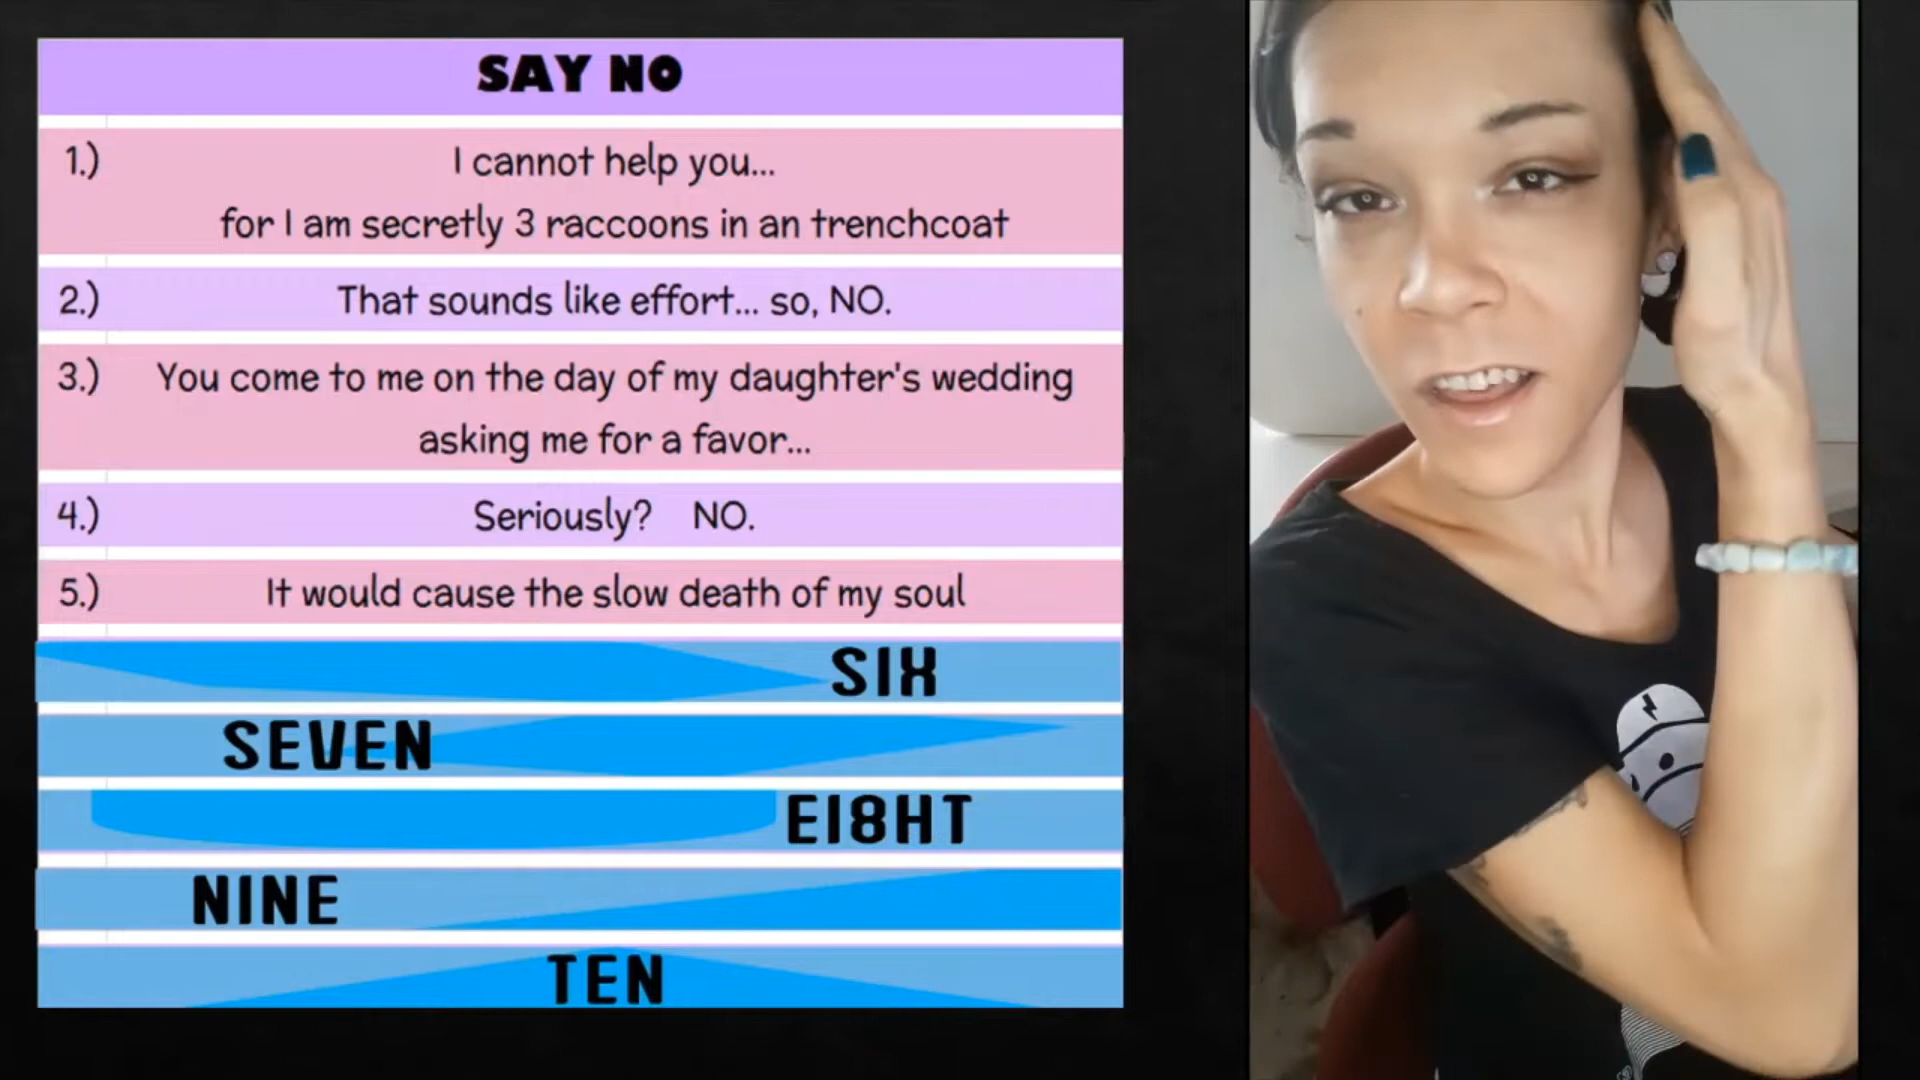 SAY NO
1.) I cannot help you...
for I am secretly 3 raccoons in an trenchcoat
2.) That sounds like effort... so, NO.
3.) You come to me on the day of my daughter's wedding
asking me for a favor...
4.) Seriously? NO.
5.) It would cause the slow death of my soul
SIX
SEVEN
EI8HT
NINE
TEN